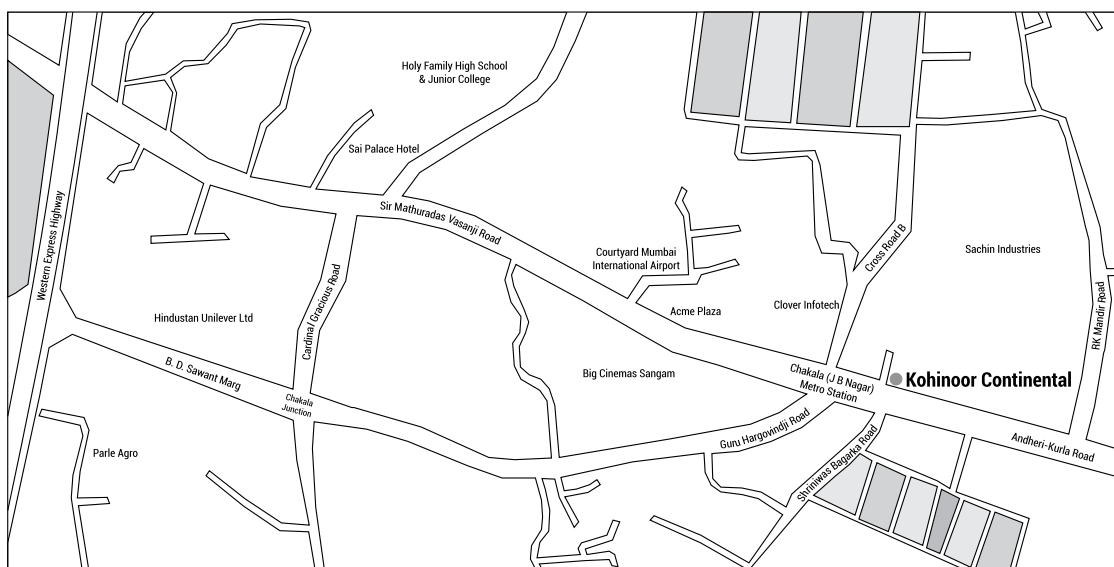 Holy Family High School
& Junior College
Sai Palace Hotel
Sir Mathuradas Vasanji Road
Western Express Highway
Cardinal Gracious Road
Courtyard Mumbai
International Airport
Cross Road B
Sachin Industries
Hindustan Unilever Ltd
Acme Plaza
Clover Infotech
RK Mandir Road
B. D. Sawant Marg
Big Cinemas Sangam
Chakala (J B Nagar)
Metro Station
Kohinoor Continental
Chakala
Junction
Guru Hargovindji Road
Andheri-Kurla Road
Parle Agro
Shriniwas Bagarka Road